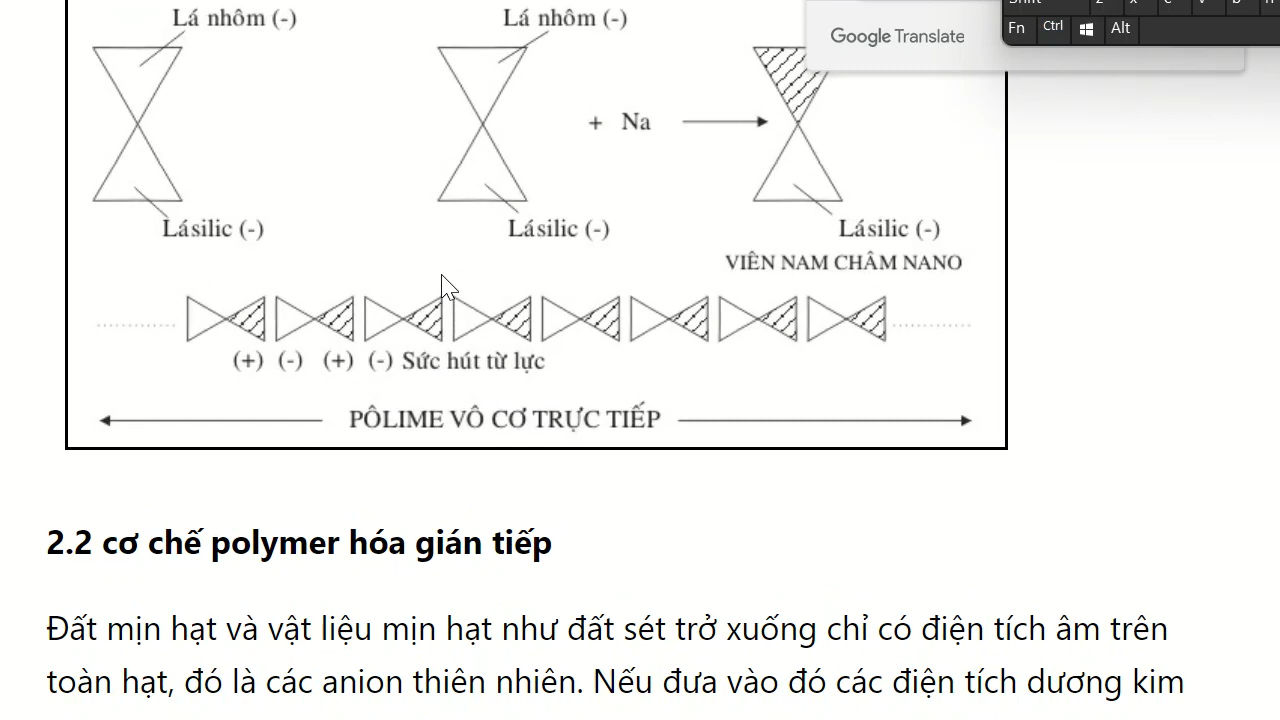 Lá nhôm (-) Lá nhôm (-)
Google Translate
Shift z x c v b n
Fn Ctrl Alt
+ Na
Lásilic (-) Lásilic (-) Lásilic (-)
VIÊN NAM CHÂM NANO
(+) (-) (+) (-) Sức hút từ lực
PÔLIME VÔ CƠ TRỰC TIẾP
2.2 cơ chế polymer hóa gián tiếp
Đất mịn hạt và vật liệu mịn hạt như đất sét trở xuống chỉ có điện tích âm trên
toàn hạt, đó là các anion thiên nhiên. Nếu đưa vào đó các điện tích dương kim